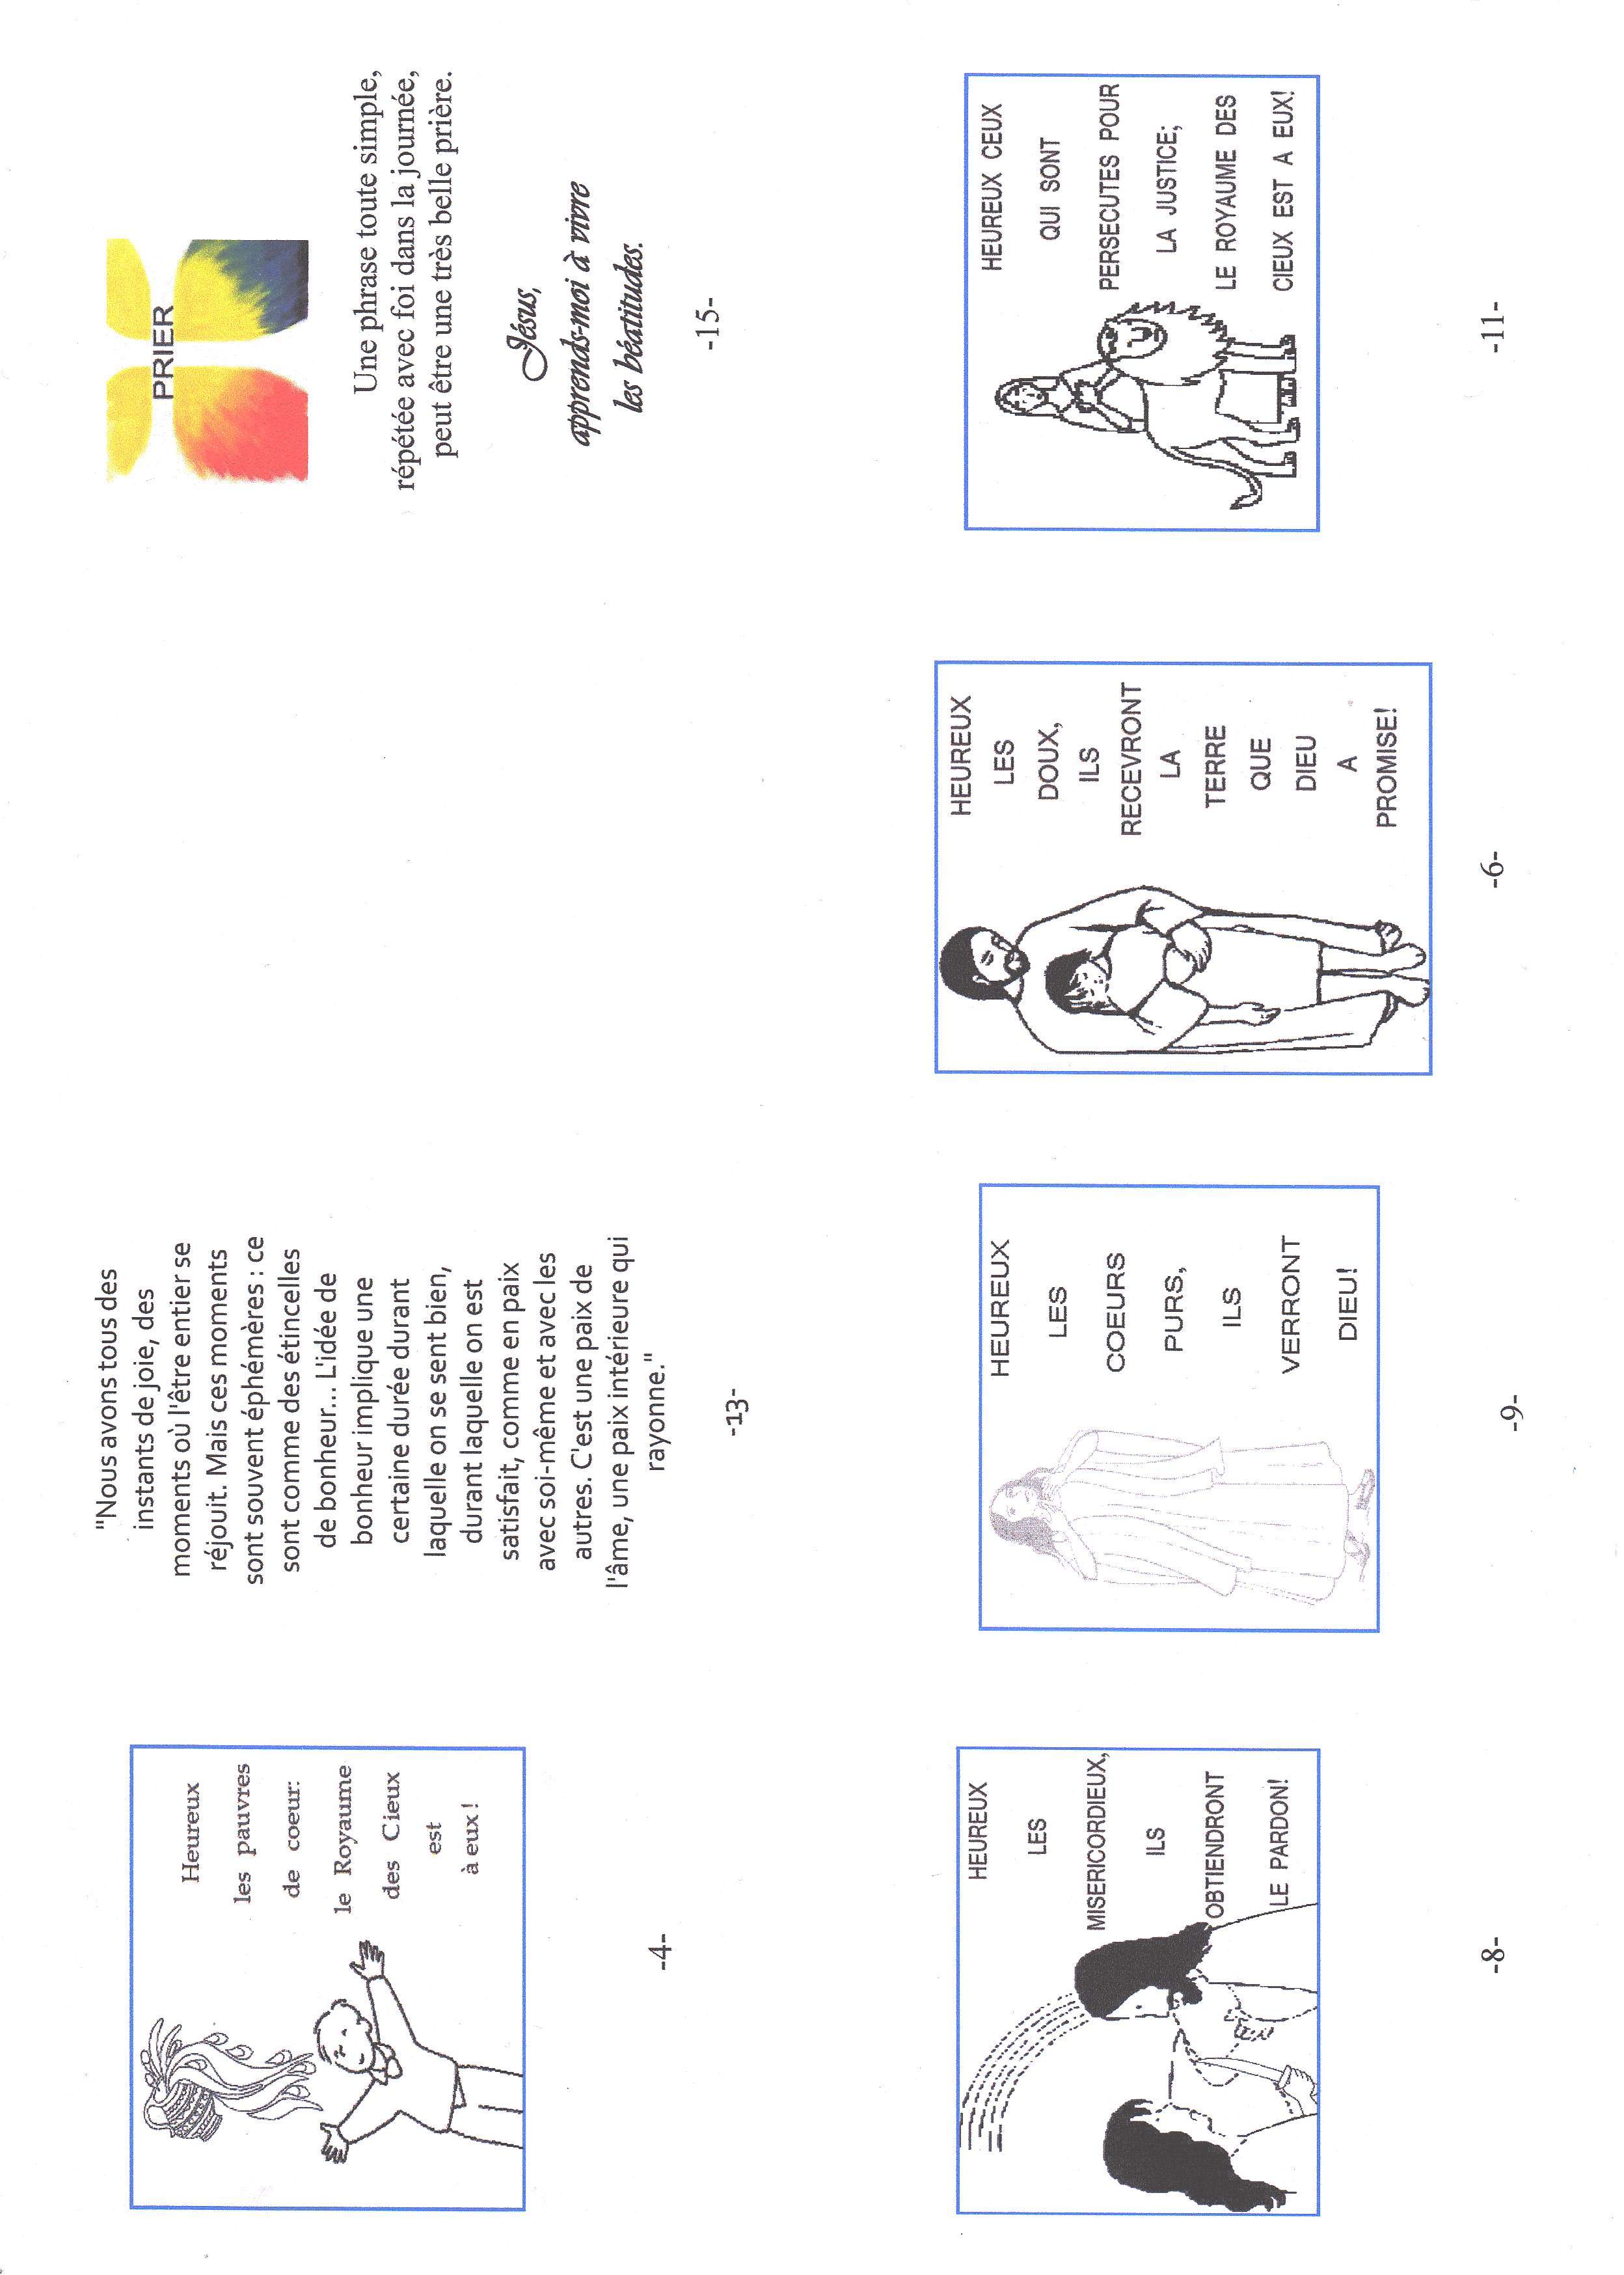 Heureux
les pauvres
de coeur:
le Royaume
des Cieux
est
à eux !
-4-
"Nous avons tous des
instants de joie, des
moments où l'être entier se
réjouit. Mais ces moments
sont souvent éphémères : ce
sont comme des étincelles
de bonheur... L'idée de
bonheur implique une
certaine durée durant
laquelle on se sent bien,
durant laquelle on est
satisfait, comme en paix
avec soi-même et avec les
autres. C'est une paix de
l'âme, une paix intérieure qui
rayonne."
-13-
PRIER
Une phrase toute simple,
répétée avec foi dans la journée,
peut être une très belle prière.
Jésus,
apprends-moi à vivre
les béatitudes.
-15-
HEUREUX
LES
MISERICORDIEUX,
ILS
OBTIENDRONT
LE PARDON!
-8-
HEUREUX
LES
COEURS
PURS,
ILS
VERRONT
DIEU!
-9-
HEUREUX
LES
DOUX,
ILS
RECEVRONT
LA
TERRE
QUE
DIEU
A
PROMISE!
-6-
HEUREUX CEUX
QUI SONT
PERSECUTES POUR
LA JUSTICE;
LE ROYAUME DES
CIEUX EST A EUX!
-11-